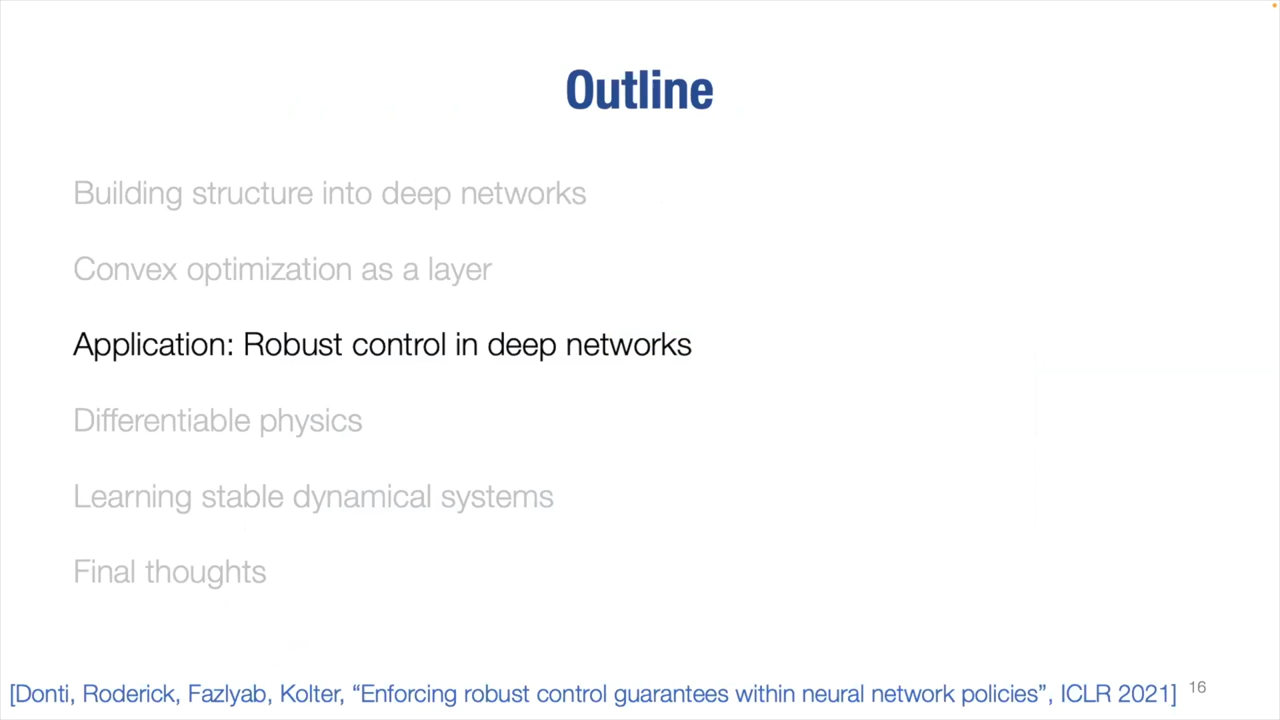 Outline
Building structure into deep networks
Convex optimization as a layer
Application: Robust control in deep networks
Differentiable physics
Learning stable dynamical systems
Final thoughts
[Donti, Roderick, Fazlyab, Kolter, “Enforcing robust control guarantees within neural network policies”, ICLR 2021] 16